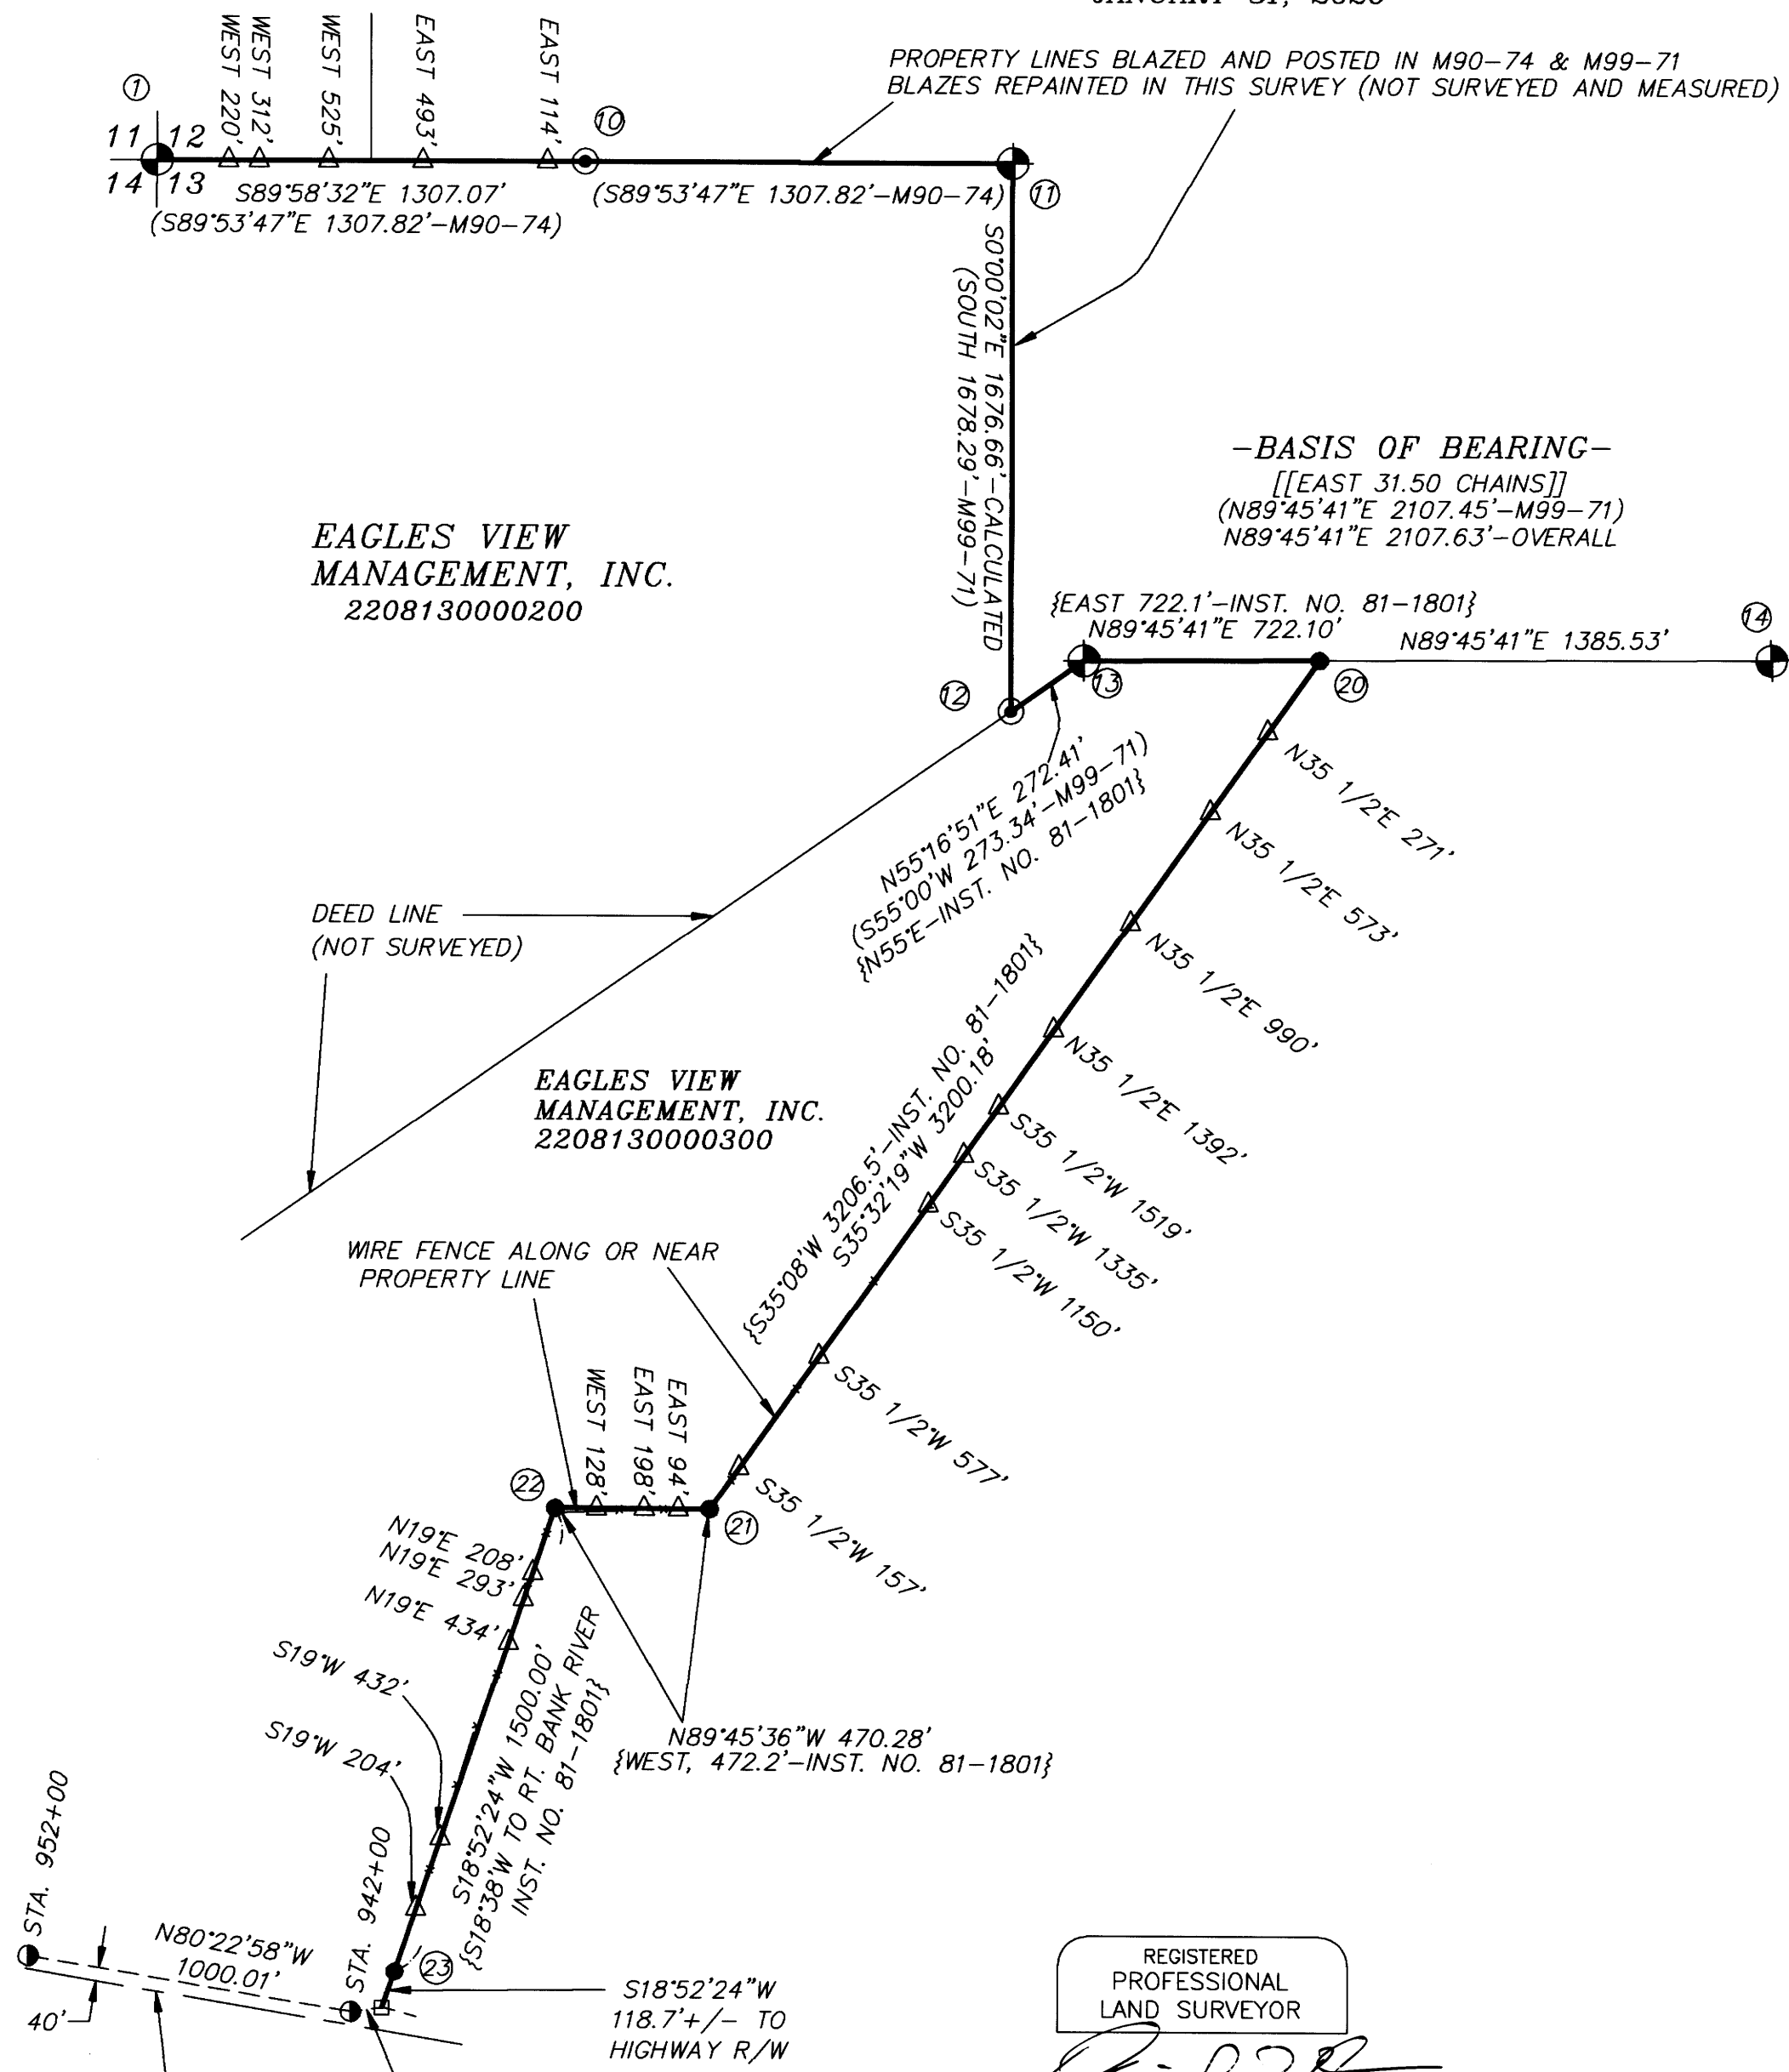 PROPERTY LINES BLAZED AND POSTED IN M90-74 & M99-71
BLAZES REPAINTED IN THIS SURVEY (NOT SURVEYED AND MEASURED)
WEST 220'
WEST 312'
WEST 525'
EAST 493'
EAST 114'
1
11 12
14 13
10
11
S89°58'32"E 1307.07'
(S89°53'47"E 1307.82'-M90-74)
(S89°53'47"E 1307.82'-M90-74)
S0°00'02"E 1676.66'-CALCULATED
(SOUTH 1678.29'-M99-71)
-BASIS OF BEARING-
[[EAST 31.50 CHAINS]]
(N89°45'41"E 2107.45'-M99-71)
N89°45'41"E 2107.63'-OVERALL
EAGLES VIEW
MANAGEMENT, INC.
2208130000200
{EAST 722.1'-INST. NO. 81-1801}
N89°45'41"E 722.10'
N89°45'41"E 1385.53'
14
12
13
20
N55°16'51"E 272.41'
(S55°00'W 273.34'-M99-71)
{N55°E-INST. NO. 81-1801}
N35 1/2°E 271'
N35 1/2°E 573'
N35 1/2°E 990'
N35 1/2°E 1392'
S35 1/2°W 1519'
S35 1/2°W 1335'
S35 1/2°W 1150'
S35 1/2°W 577'
S35 1/2°W 157'
DEED LINE
(NOT SURVEYED)
{S35°08'W 3206.5'-INST. NO. 81-1801}
S35°32'19"W 3200.18'
EAGLES VIEW
MANAGEMENT, INC.
2208130000300
WIRE FENCE ALONG OR NEAR
PROPERTY LINE
WEST 128'
EAST 198'
EAST 94'
22
21
N19°E 208'
N19°E 293'
N19°E 434'
S19°W 432'
S19°W 204'
S18°52'24"W 1500.00'
{S18°38'W TO RT. BANK RIVER
INST. NO. 81-1801}
N89°45'36"W 470.28'
{WEST, 472.2'-INST. NO. 81-1801}
STA. 952+00
N80°22'58"W
1000.01'
STA. 942+00
23
40'
S18°52'24"W
118.7'+/- TO
HIGHWAY R/W
REGISTERED
PROFESSIONAL
LAND SURVEYOR